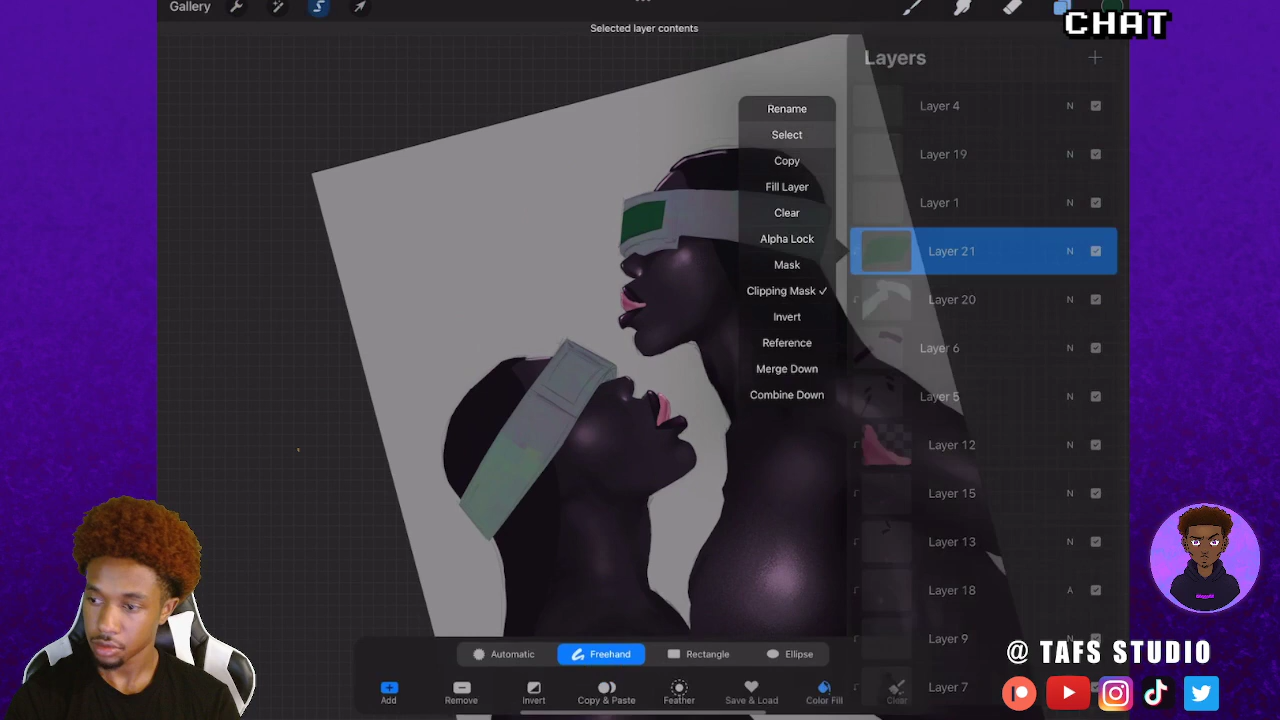 Gallery
CHAT
Selected layer contents
Layers
Rename
Select
Copy
Fill Layer
Clear
Alpha Lock
Mask
Clipping Mask ✓
Invert
Reference
Merge Down
Combine Down
Layer 4 N
Layer 19 N
Layer 1 N
Layer 21 N
Layer 20 N
Layer 6 N
Layer 5 N
Layer 12 N
Layer 15 N
Layer 13 N
Layer 18 A
Layer 9 N
Layer 7 N
Automatic Freehand Rectangle Ellipse
Add Remove Invert Copy & Paste Feather Save & Load Color Fill Clear
@ TAFS STUDIO